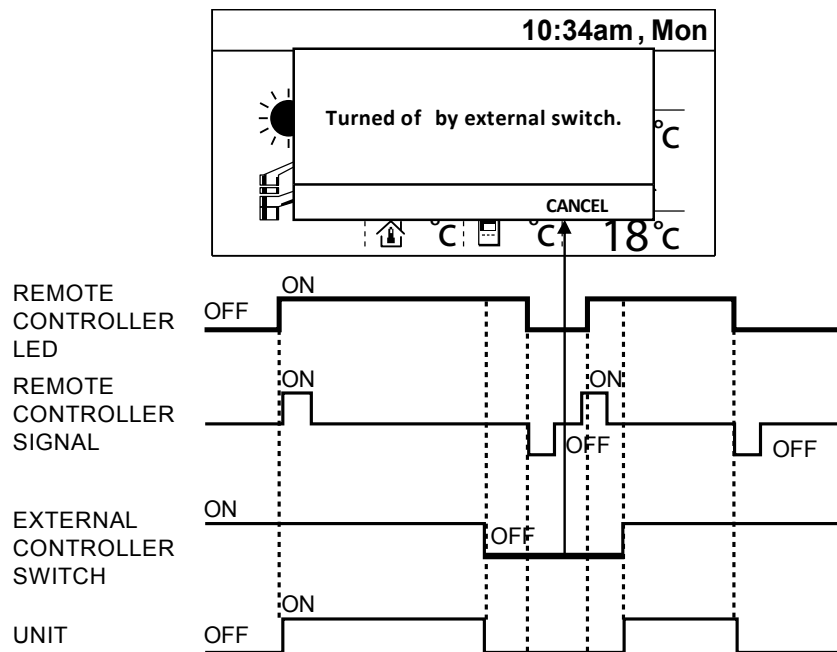 10:34am , Mon
Turned of by external switch.
°C
CANCEL
°C °C 18°C
REMOTE
CONTROLLER
LED
OFF ON
REMOTE
CONTROLLER
SIGNAL
ON ON
OFF OFF
EXTERNAL
CONTROLLER
SWITCH
ON
OFF
UNIT
OFF ON